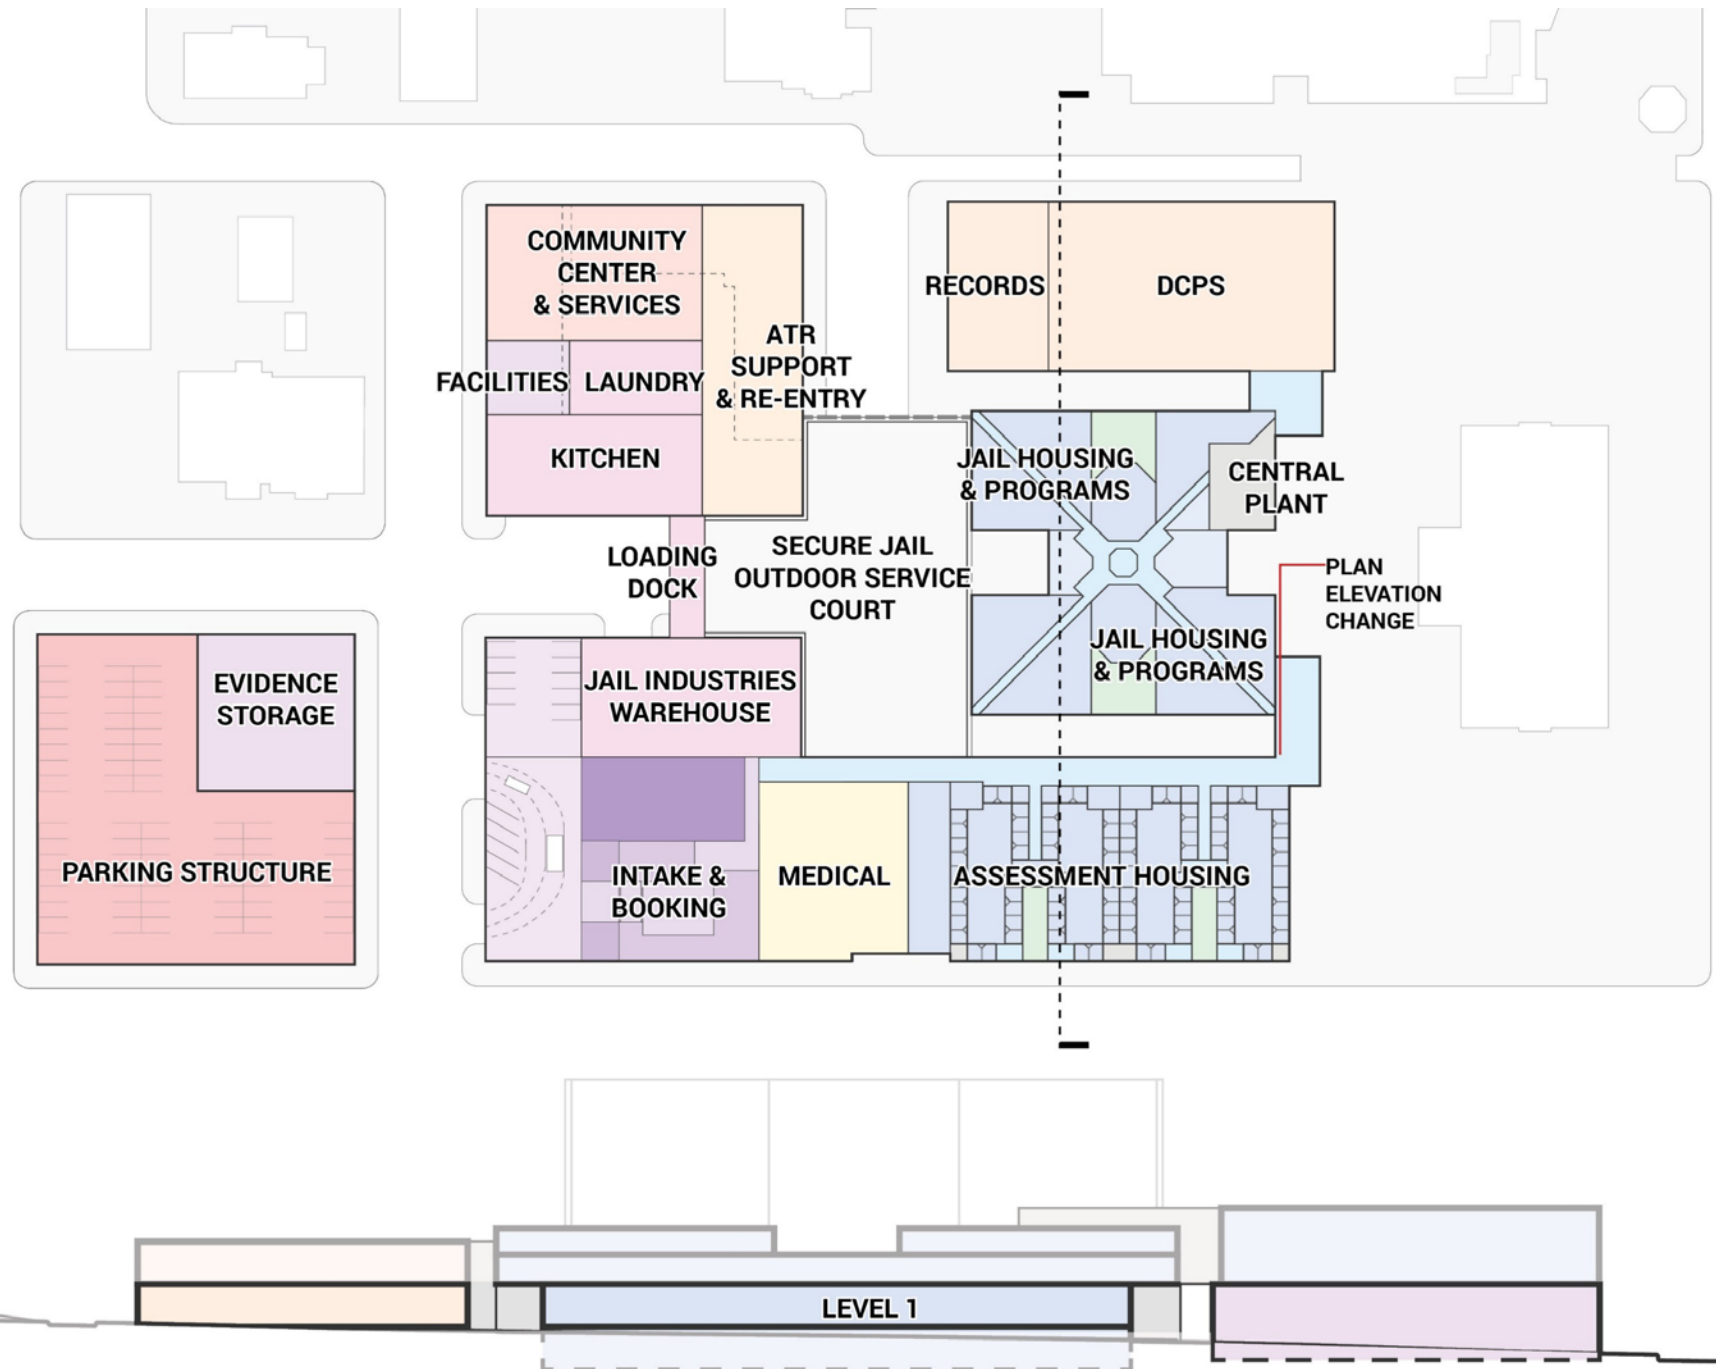 COMMUNITY
CENTER
& SERVICES
RECORDS
DCPS
ATR
SUPPORT
& RE-ENTRY
FACILITIES
LAUNDRY
KITCHEN
JAIL HOUSING
& PROGRAMS
CENTRAL
PLANT
LOADING
DOCK
SECURE JAIL
OUTDOOR SERVICE
COURT
PLAN
ELEVATION
CHANGE
JAIL HOUSING
& PROGRAMS
EVIDENCE
STORAGE
JAIL INDUSTRIES
WAREHOUSE
PARKING STRUCTURE
INTAKE &
BOOKING
MEDICAL
ASSESSMENT HOUSING
LEVEL 1